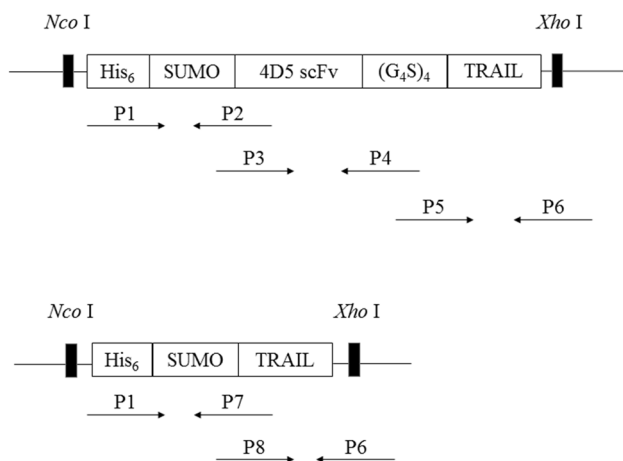 Nco I Xho I
His6 SUMO 4D5 scFv (G4S)4 TRAIL
P1 P2
P3 P4
P5 P6
Nco I Xho I
His6 SUMO TRAIL
P1 P7
P8 P6